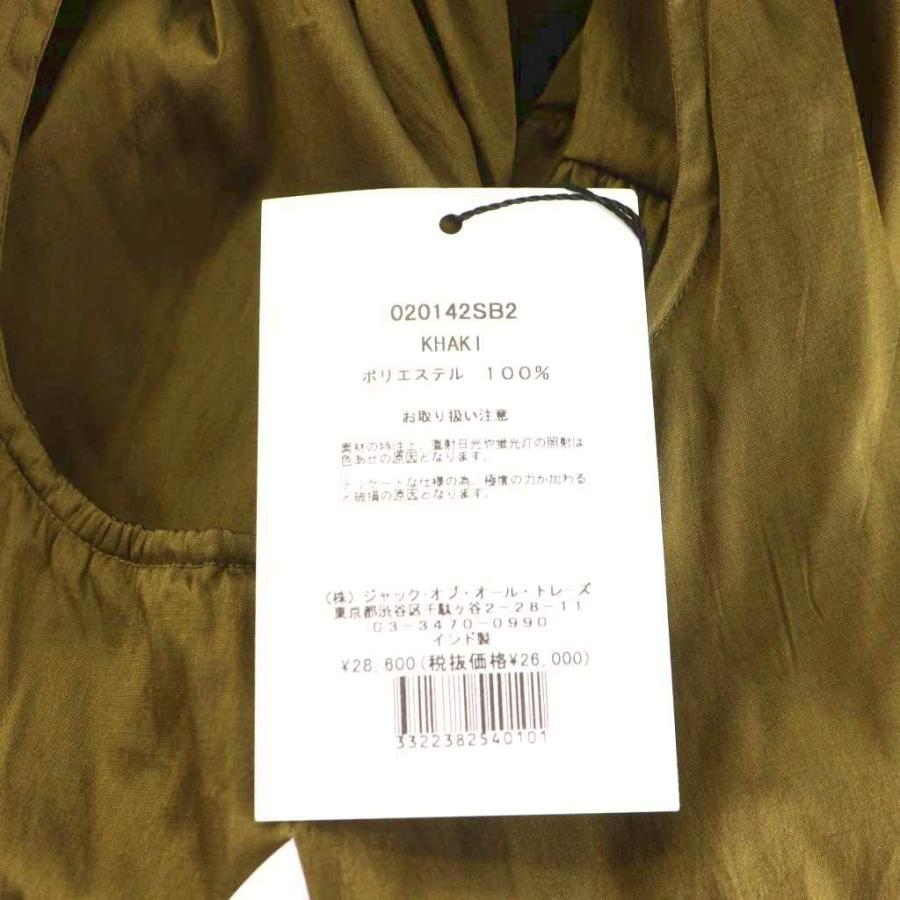 020142SB2
KHAKI
ポリエステル 100%
お取り扱い注意
素材の特性上、直射日光や蛍光灯の照射は
色あせの原因となります。
デリケートな仕様の為、極度の力が加わる
と破損の原因となります。
(株) ジャック・オブ・オール・トレーズ
東京都渋谷区千駄ヶ谷2-28-11
03-3470-0990
インド製
¥28,600(税抜価格¥26,000)
3322382540101